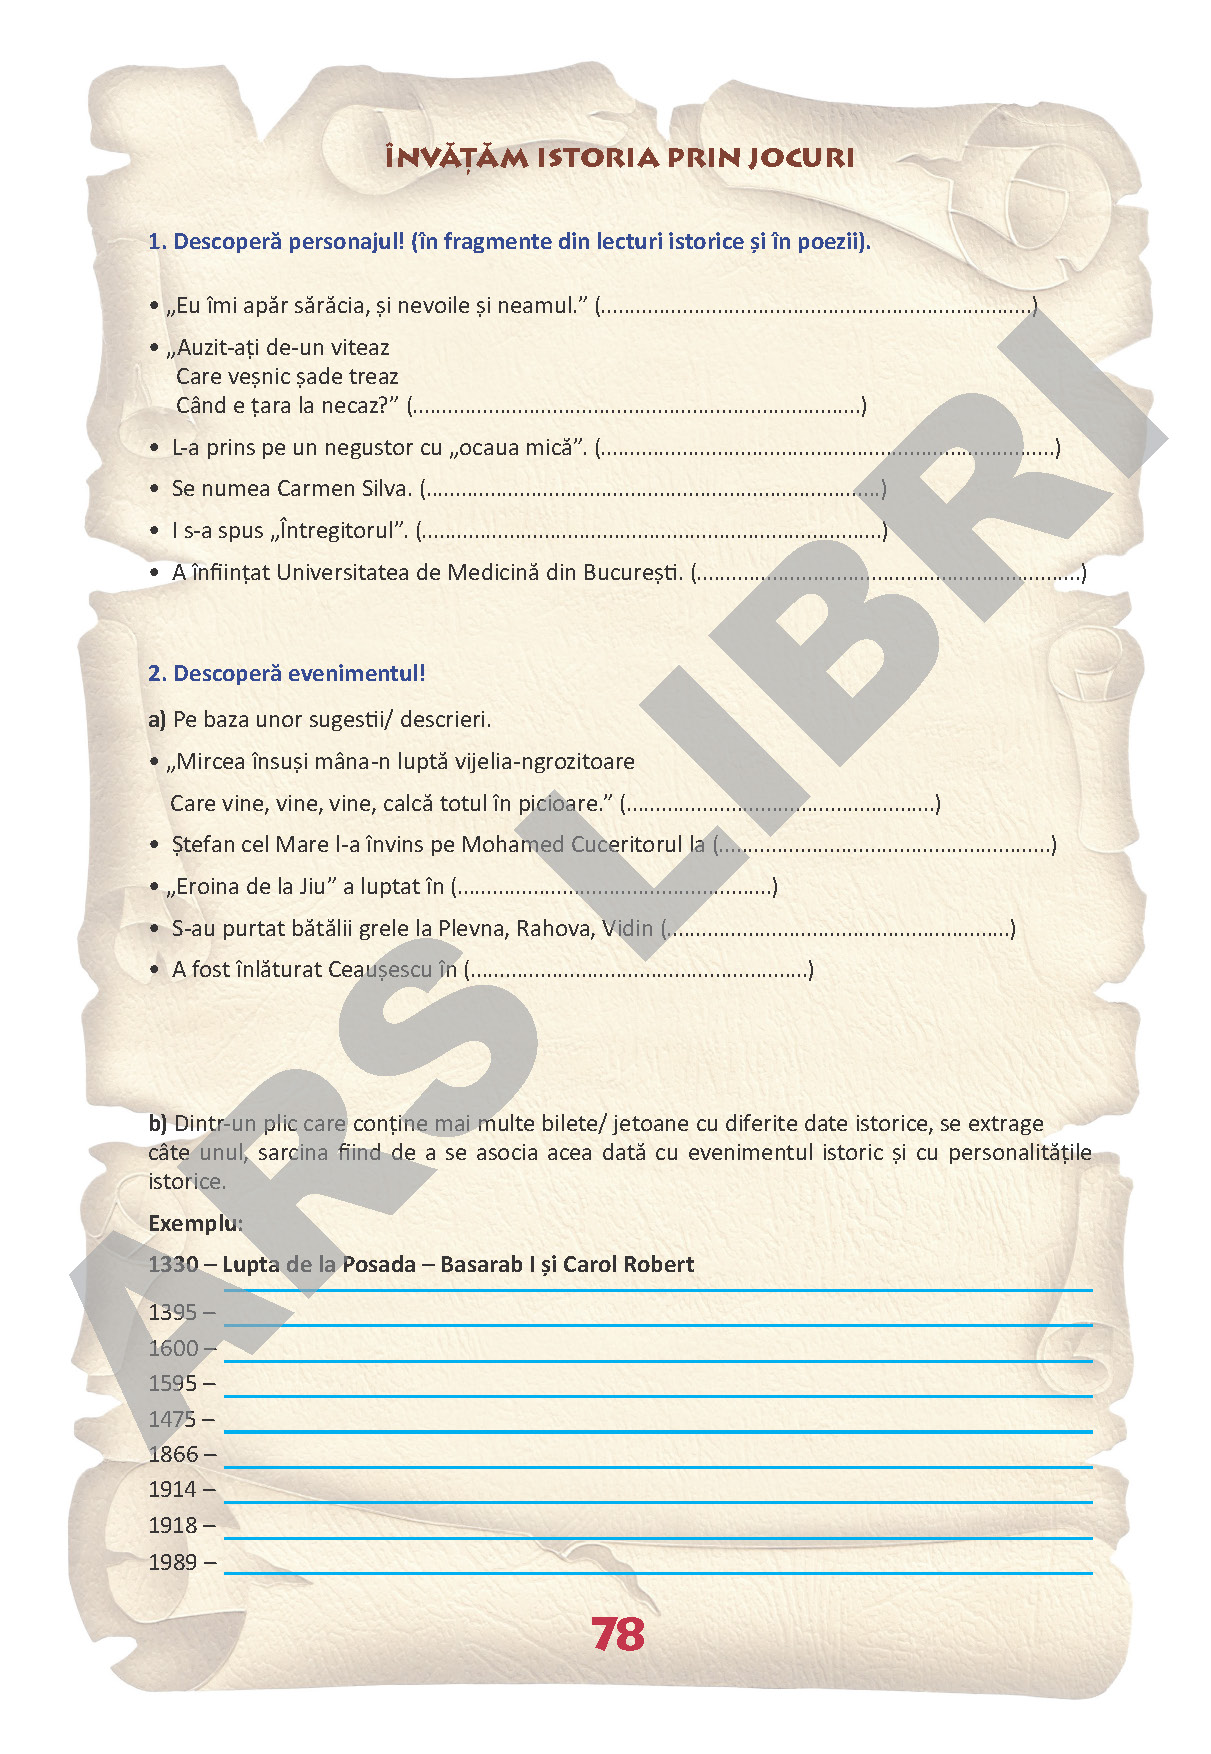 ÎNVĂȚĂM ISTORIA PRIN JOCURI
1. Descoperă personajul! (în fragmente din lecturi istorice și în poezii).
• „Eu îmi apăr sărăcia, și nevoile și neamul.” (..........................................................................)
• „Auzit-ați de-un viteaz
Care veșnic șade treaz
Când e țara la necaz?” (.............................................................................)
• L-a prins pe un negustor cu „ocaua mică”. (..............................................................................)
• Se numea Carmen Silva. (..............................................................................)
• I s-a spus „Întregitorul”. (...............................................................................)
• A înființat Universitatea de Medicină din București. (..................................................................)
2. Descoperă evenimentul!
a) Pe baza unor sugestii/ descrieri.
• „Mircea însuși mâna-n luptă vijelia-ngrozitoare
Care vine, vine, vine, calcă totul în picioare.” (.....................................................)
• Ștefan cel Mare l-a învins pe Mohamed Cuceritorul la (.........................................................)
• „Eroina de la Jiu” a luptat în (......................................................)
• S-au purtat bătălii grele la Plevna, Rahova, Vidin (...........................................................)
• A fost înlăturat Ceaușescu în (..........................................................)
b) Dintr-un plic care conține mai multe bilete/ jetoane cu diferite date istorice, se extrage
câte unul, sarcina fiind de a se asocia acea dată cu evenimentul istoric și cu personalitățile
istorice.
Exemplu:
1330 – Lupta de la Posada – Basarab I și Carol Robert
1395 –
1600 –
1595 –
1475 –
1866 –
1914 –
1918 –
1989 –
78
ARS LIBRI